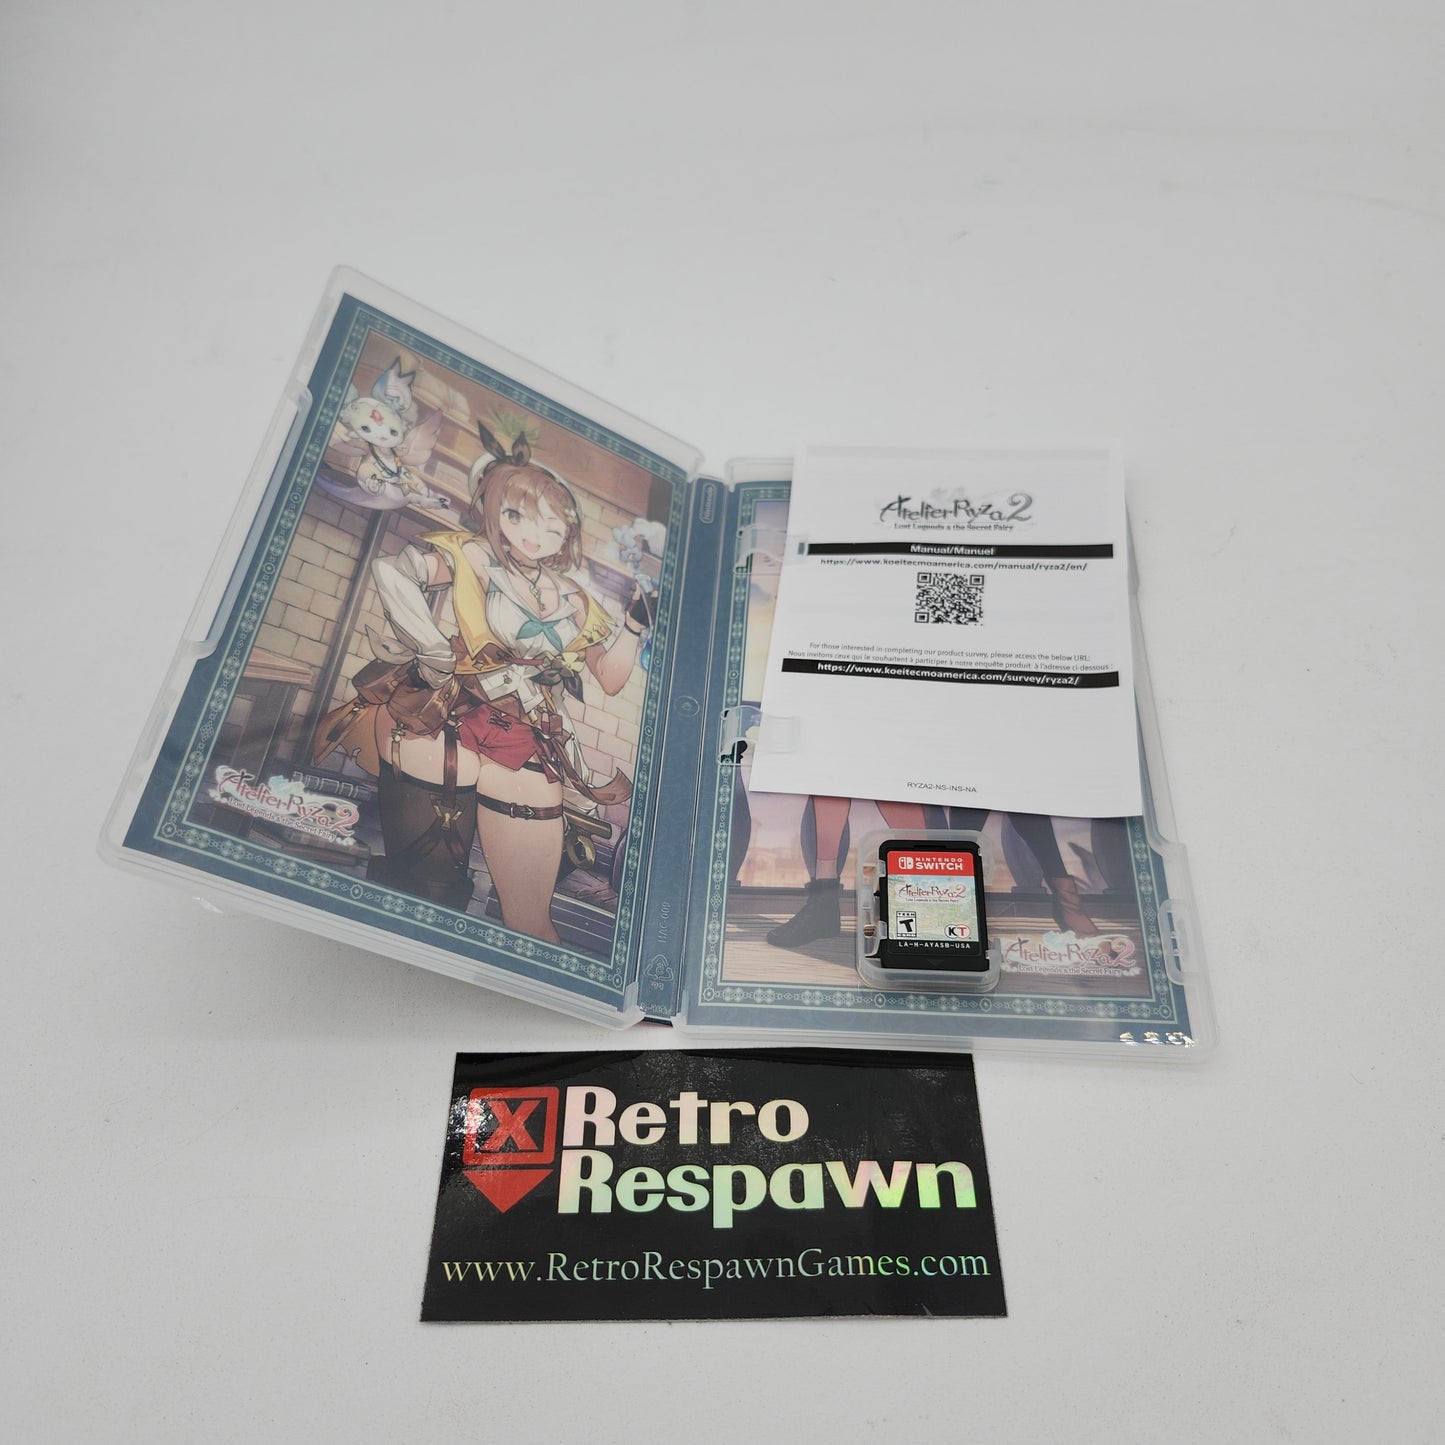 Atelier Ryza 2
Lost Legends & the Secret Fairy
Nintendo
HAC-009
Atelier Ryza 2
Lost Legends & the Secret Fairy
Manual/Manuel
https://www.koeitecmoamerica.com/manual/ryza2/en/
For those interested in completing our product survey, please access the below URL:
Nous invitons ceux qui le souhaitent à participer à notre enquête produit à l'adresse ci-dessous :
https://www.koeitecmoamerica.com/survey/ryza2/
RYZA2-NS-INS-NA
NINTENDO
SWITCH
Atelier Ryza 2
Lost Legends & the Secret Fairy
TEEN
T
ESRB
KT
LA-H-AYASB-USA
Atelier Ryza 2
Lost Legends & the Secret Fairy
X
Retro
Respawn
www.RetroRespawnGames.com